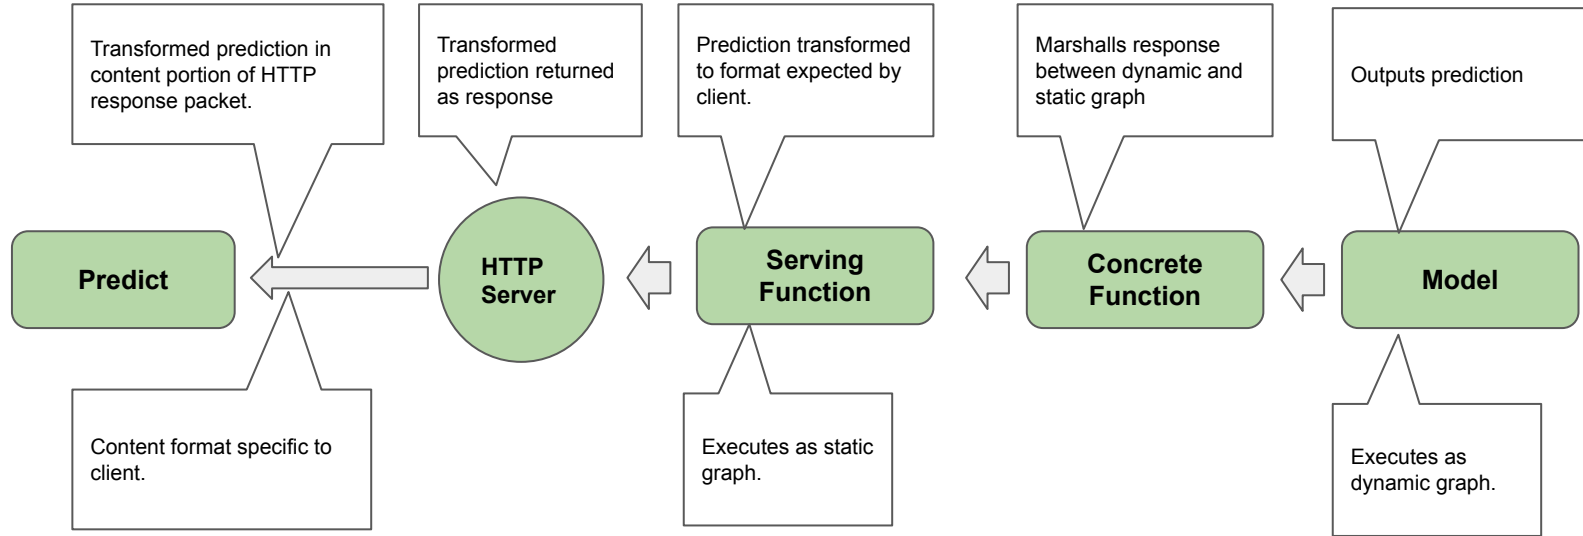 Transformed prediction in
content portion of HTTP
response packet.
Transformed
prediction returned
as response
Prediction transformed
to format expected by
client.
Marshalls response
between dynamic and
static graph
Outputs prediction
Predict
HTTP
Server
Serving
Function
Concrete
Function
Model
Content format specific to
client.
Executes as static
graph.
Executes as
dynamic graph.